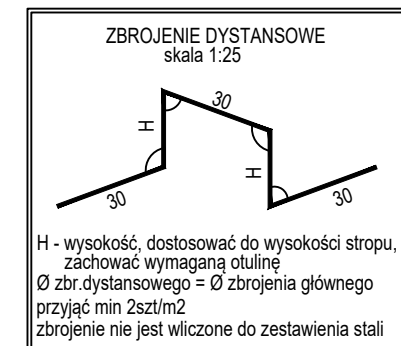 ZBROJENIE DYSTANSOWE
skala 1:25
30
H
H
30
30
H - wysokość, dostosować do wysokości stropu,
zachować wymaganą otulinę
Ø zbr.dystansowego = Ø zbrojenia głównego
przyjąć min 2szt/m2
zbrojenie nie jest wliczone do zestawienia stali